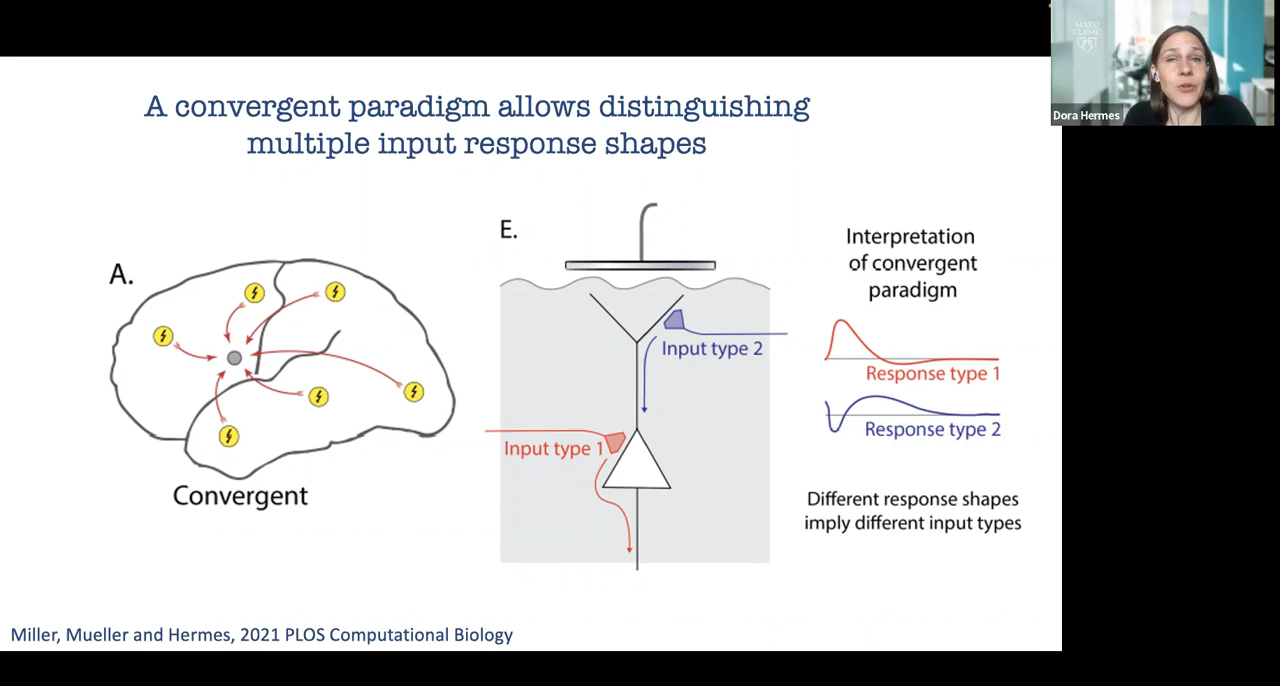 A convergent paradigm allows distinguishing
multiple input response shapes
A.
Convergent
E.
Input type 2
Input type 1
Interpretation
of convergent
paradigm
Response type 1
Response type 2
Different response shapes
imply different input types
Miller, Mueller and Hermes, 2021 PLOS Computational Biology
MAYO
CLINIC
Dora Hermes